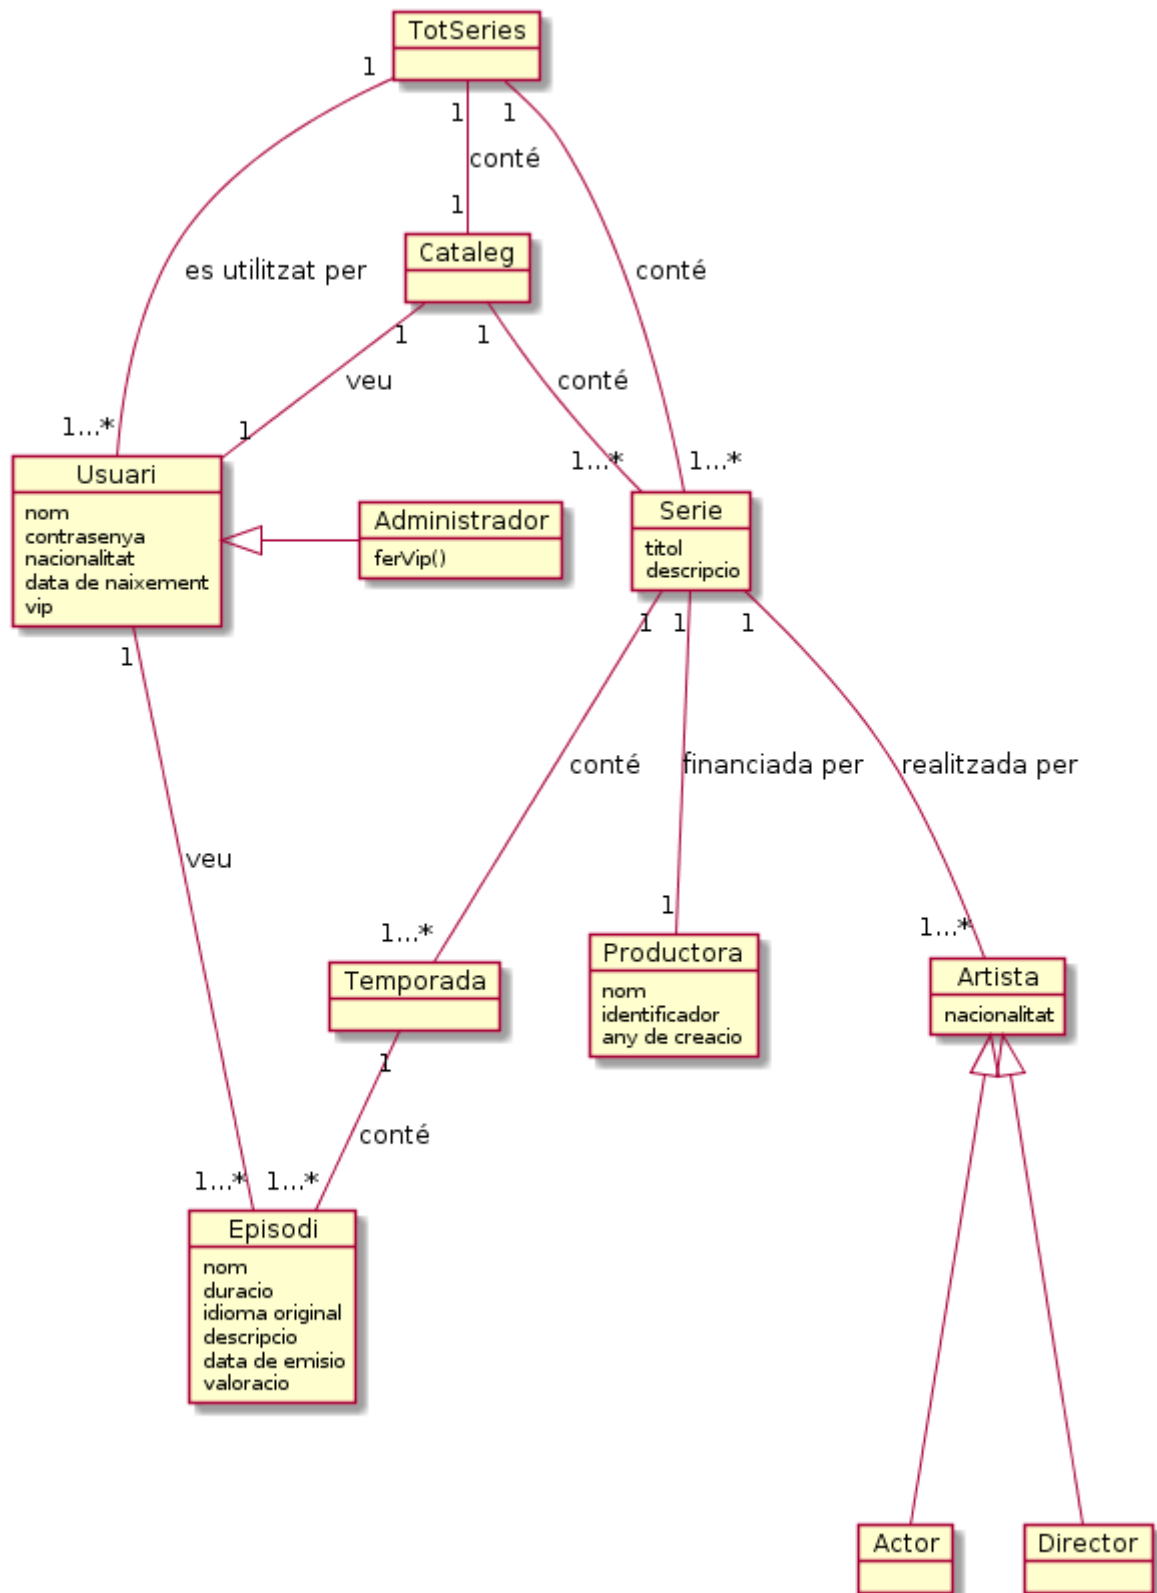 TotSeries
1
1
1
conté
1
Cataleg
es utilitzat per
conté
1
1
veu
conté
1...*
1
1...*
1...*
Usuari
nom
contrasenya
nacionalitat
data de naixement
vip
Administrador
ferVip()
Serie
titol
descripcio
1
1
1
1
conté
financiada per
realitzada per
veu
1...*
1
1...*
Temporada
Productora
nom
identificador
any de creacio
Artista
nacionalitat
1
conté
1...*
1...*
Episodi
nom
duracio
idioma original
descripcio
data de emisio
valoracio
Actor
Director